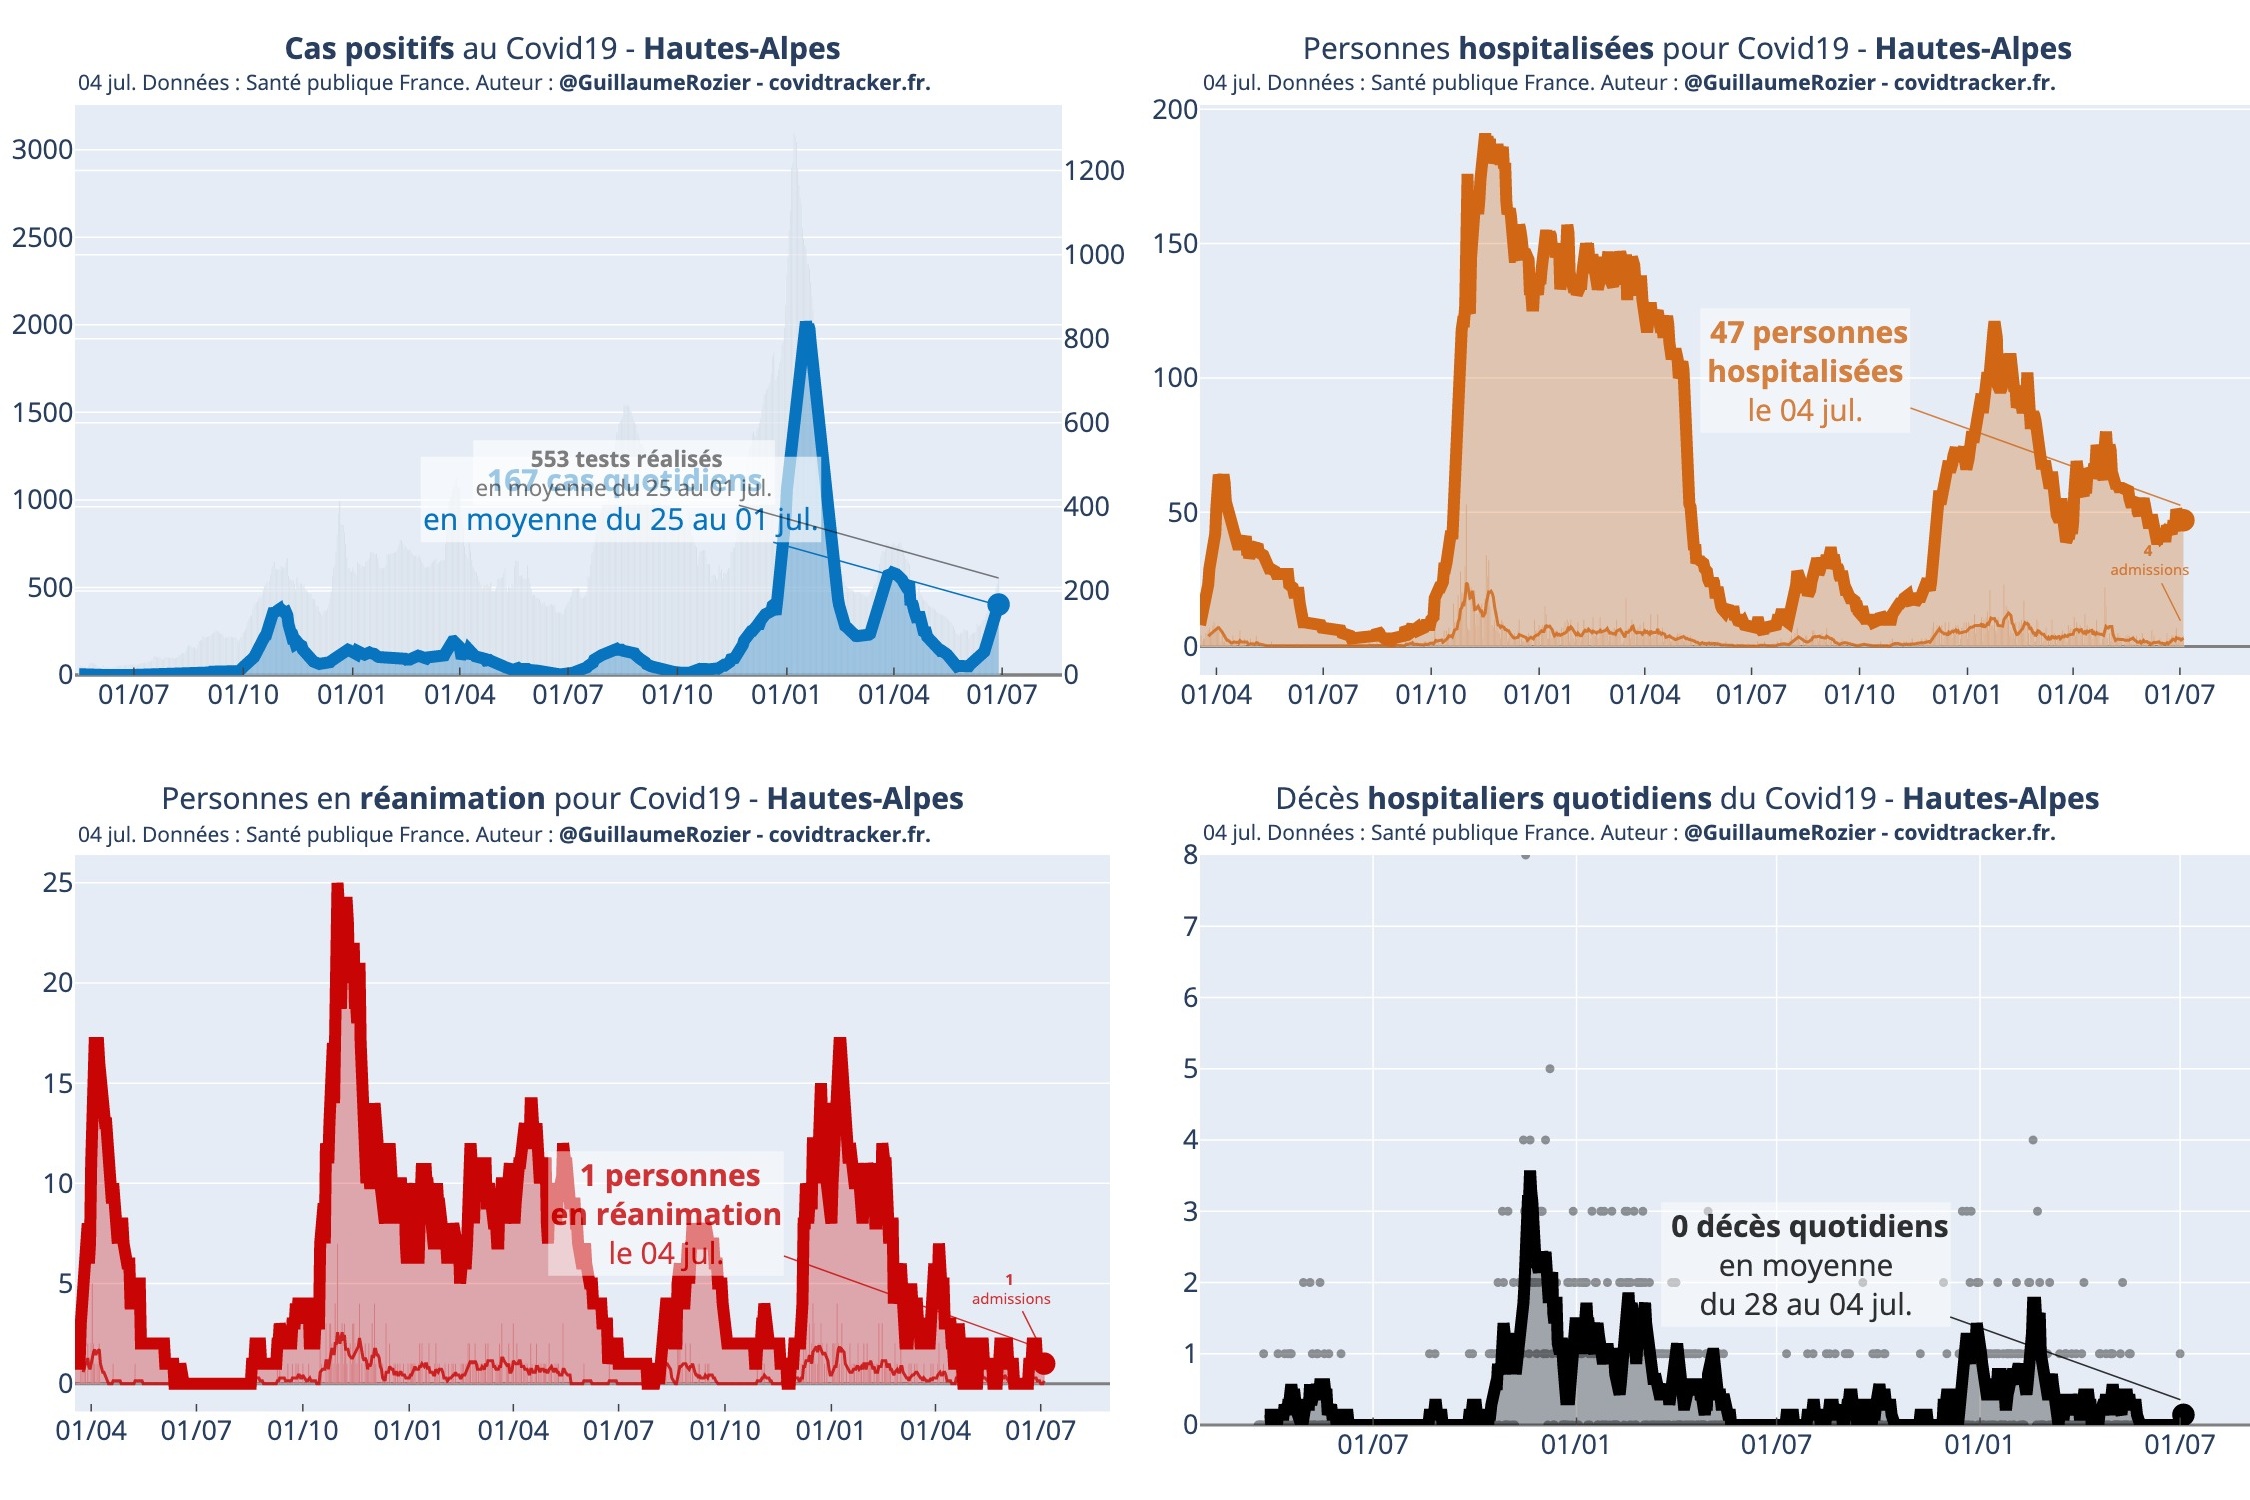 Cas positifs au Covid19 - Hautes-Alpes
04 jul. Données : Santé publique France. Auteur : @GuillaumeRozier - covidtracker.fr.
3000
2500
2000
1500
1000
500
0
1200
1000
800
600
400
200
0
553 tests réalisés
en moyenne du 25 au 01 jul.
167 cas quotidiens
en moyenne du 25 au 01 jul.
01/07 01/10 01/01 01/04 01/07 01/10 01/01 01/04 01/07
Personnes hospitalisées pour Covid19 - Hautes-Alpes
04 jul. Données : Santé publique France. Auteur : @GuillaumeRozier - covidtracker.fr.
200
150
100
50
0
47 personnes
hospitalisées
le 04 jul.
4
admissions
01/04 01/07 01/10 01/01 01/04 01/07 01/10 01/01 01/04 01/07
Personnes en réanimation pour Covid19 - Hautes-Alpes
04 jul. Données : Santé publique France. Auteur : @GuillaumeRozier - covidtracker.fr.
25
20
15
10
5
0
1 personnes
en réanimation
le 04 jul.
1
admissions
01/04 01/07 01/10 01/01 01/04 01/07 01/10 01/01 01/04 01/07
Décès hospitaliers quotidiens du Covid19 - Hautes-Alpes
04 jul. Données : Santé publique France. Auteur : @GuillaumeRozier - covidtracker.fr.
8
7
6
5
4
3
2
1
0
0 décès quotidiens
en moyenne
du 28 au 04 jul.
01/07 01/01 01/07 01/01 01/07